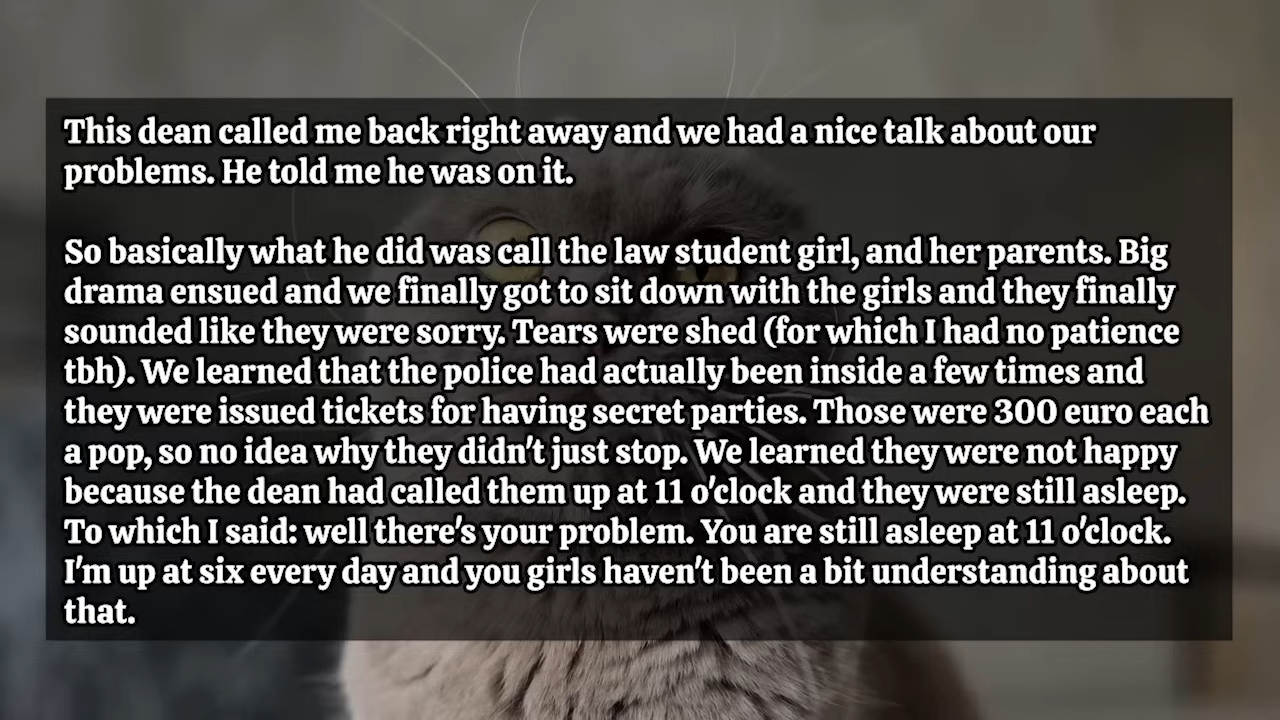 This dean called me back right away and we had a nice talk about our
problems. He told me he was on it.
So basically what he did was call the law student girl, and her parents. Big
drama ensued and we finally got to sit down with the girls and they finally
sounded like they were sorry. Tears were shed (for which I had no patience
tbh). We learned that the police had actually been inside a few times and
they were issued tickets for having secret parties. Those were 300 euro each
a pop, so no idea why they didn't just stop. We learned they were not happy
because the dean had called them up at 11 o'clock and they were still asleep.
To which I said: well there's your problem. You are still asleep at 11 o'clock.
I'm up at six every day and you girls haven't been a bit understanding about
that.